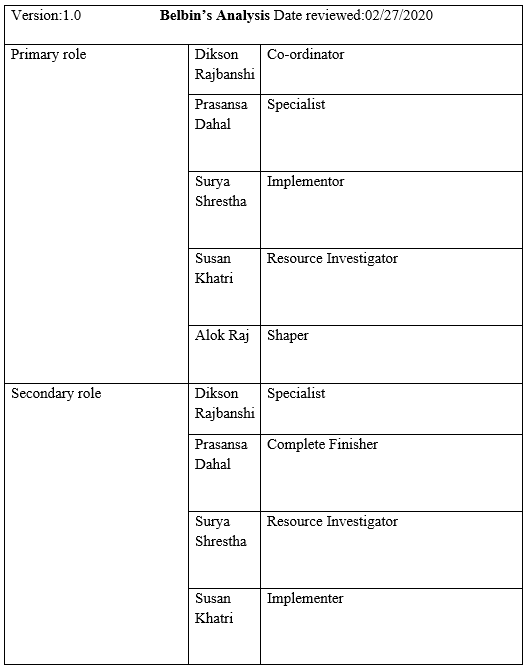 Version:1.0 Belbin's Analysis Date reviewed:02/27/2020
Primary role
Dikson
Rajbanshi
Co-ordinator
Prasansa
Dahal
Specialist
Surya
Shrestha
Implementor
Susan
Khatri
Resource Investigator
Alok Raj
Shaper
Secondary role
Dikson
Rajbanshi
Specialist
Prasansa
Dahal
Complete Finisher
Surya
Shrestha
Resource Investigator
Susan
Khatri
Implementer